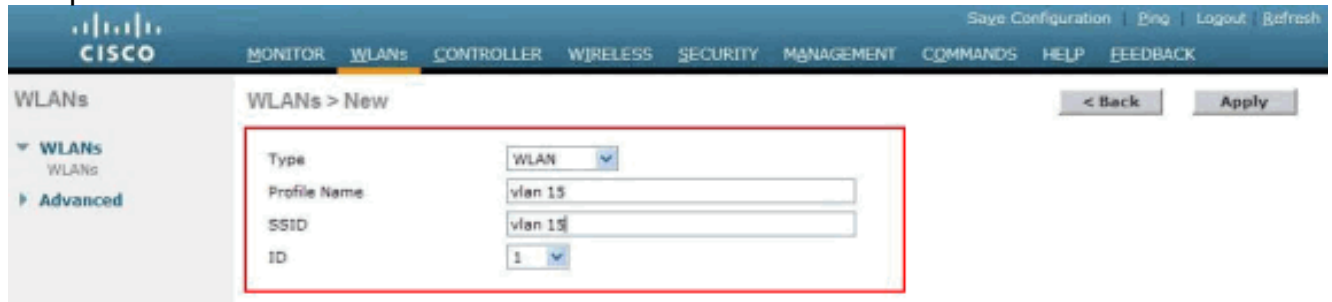 Save Configuration | Ping | Logout | Refresh
CISCO
MONITOR WLANs CONTROLLER WIRELESS SECURITY MANAGEMENT COMMANDS HELP FEEDBACK
WLANs
WLANs > New
< Back
Apply
WLANs
WLANs
Advanced
Type WLAN
Profile Name vlan 15
SSID vlan 15
ID 1